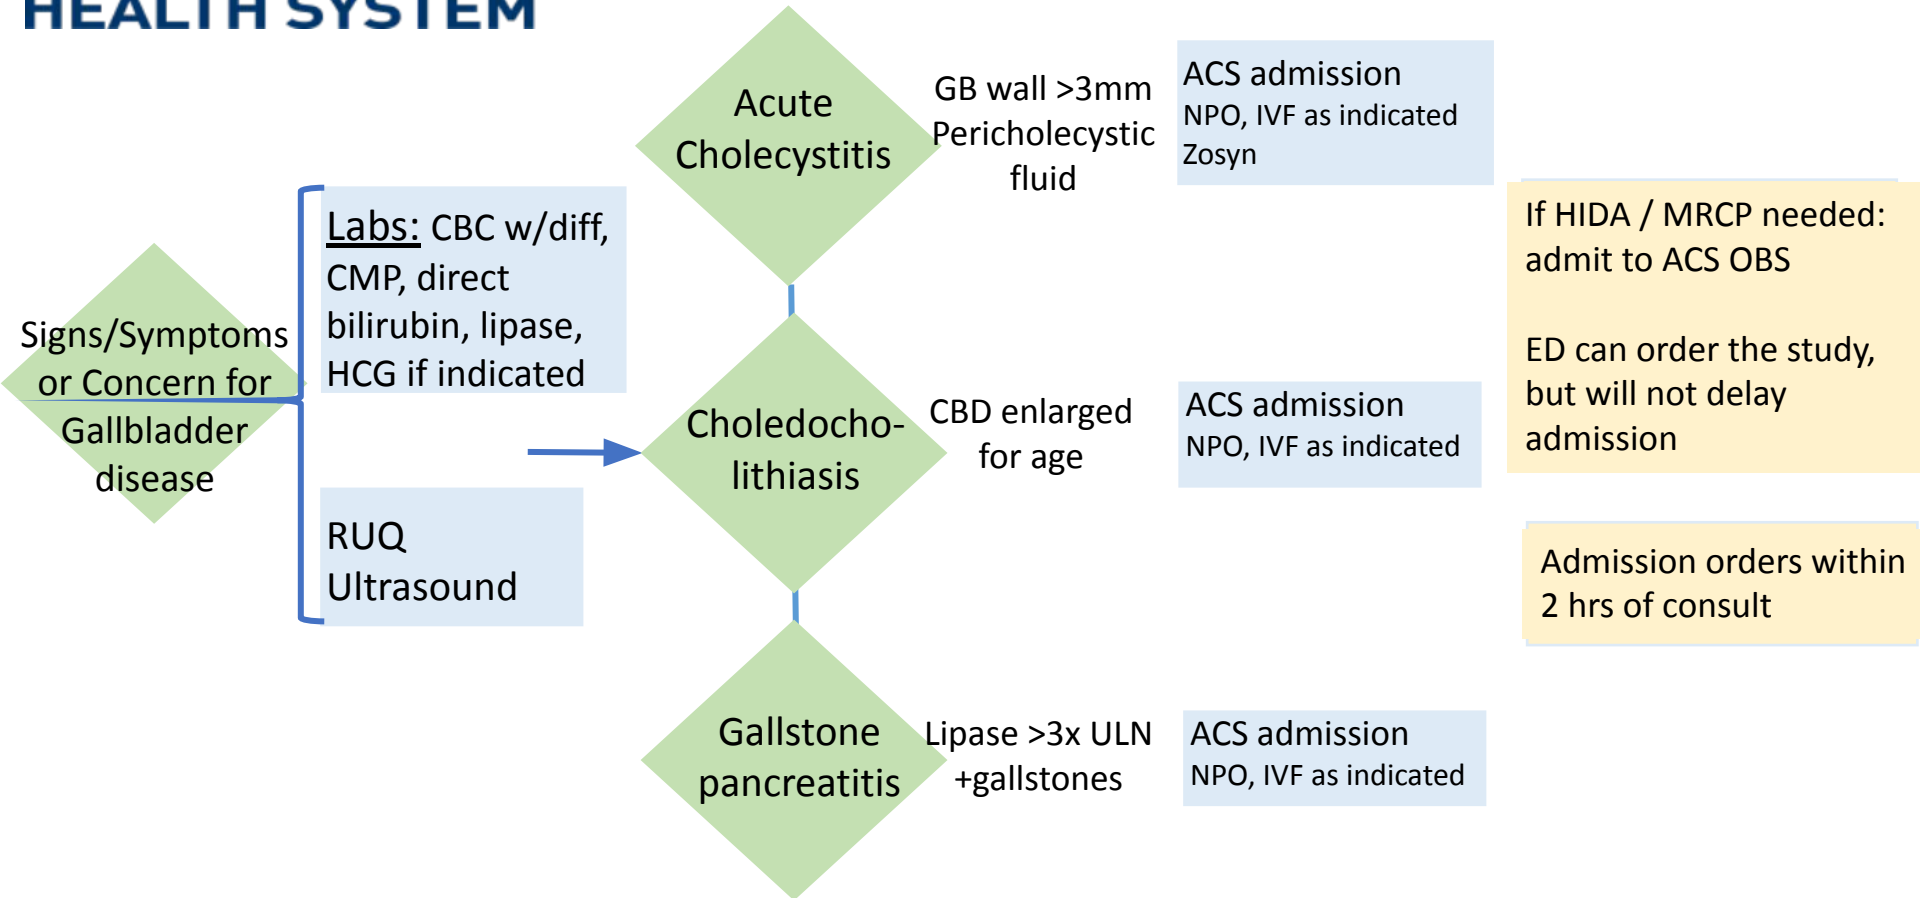 HEALTH SYSTEM
Signs/Symptoms
or Concern for
Gallbladder
disease
Labs: CBC w/diff,
CMP, direct
bilirubin, lipase,
HCG if indicated
RUQ
Ultrasound
Acute
Cholecystitis
GB wall >3mm
Pericholecystic
fluid
ACS admission
NPO, IVF as indicated
Zosyn
Choledocho-
lithiasis
CBD enlarged
for age
ACS admission
NPO, IVF as indicated
Gallstone
pancreatitis
Lipase >3x ULN
+gallstones
ACS admission
NPO, IVF as indicated
If HIDA / MRCP needed:
admit to ACS OBS
ED can order the study,
but will not delay
admission
Admission orders within
2 hrs of consult